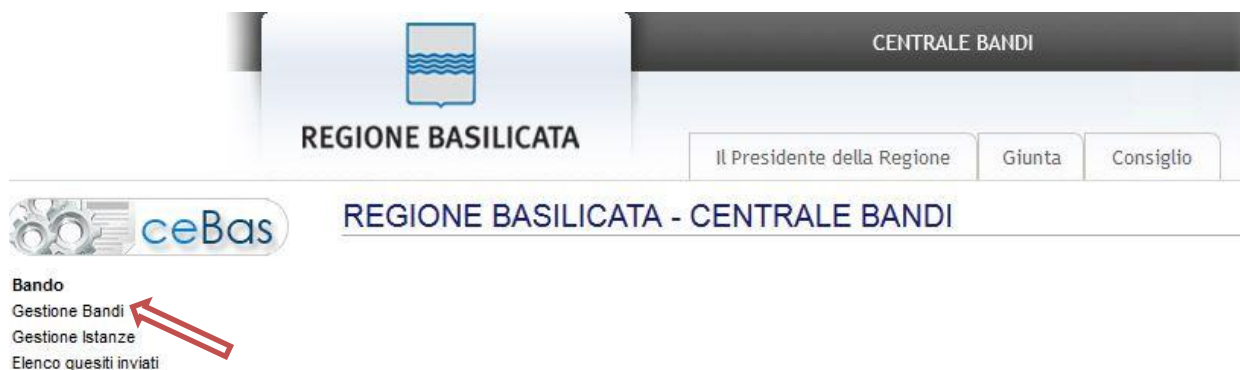 CENTRALE BANDI
REGIONE BASILICATA
Il Presidente della Regione
Giunta
Consiglio
ceBas
REGIONE BASILICATA - CENTRALE BANDI
Bando
Gestione Bandi
Gestione Istanze
Elenco quesiti inviati